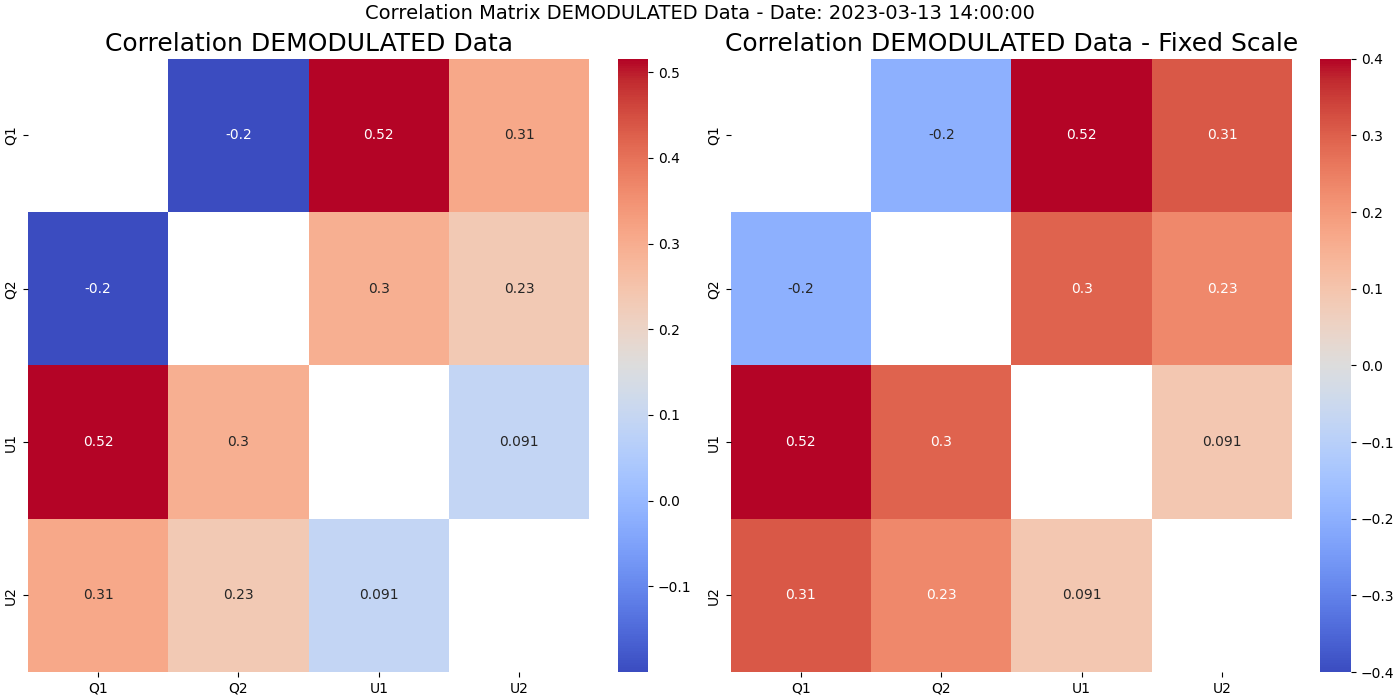 Correlation Matrix DEMODULATED Data - Date: 2023-03-13 14:00:00
Correlation DEMODULATED Data
Q1
-0.2
0.52
0.31
Q2
-0.2
0.3
0.23
U1
0.52
0.3
0.091
U2
0.31
0.23
0.091
Q1
Q2
U1
U2
0.5
0.4
0.3
0.2
0.1
0.0
−0.1
Correlation DEMODULATED Data - Fixed Scale
Q1
-0.2
0.52
0.31
Q2
-0.2
0.3
0.23
U1
0.52
0.3
0.091
U2
0.31
0.23
0.091
Q1
Q2
U1
U2
0.4
0.3
0.2
0.1
0.0
−0.1
−0.2
−0.3
−0.4